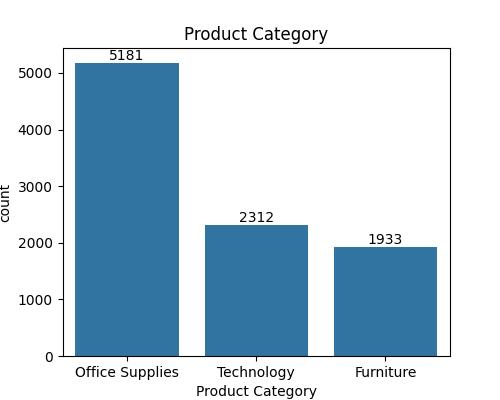 Product Category
5181
5000
4000
3000
2312
2000
1933
1000
0
count
Office Supplies Technology Furniture
Product Category